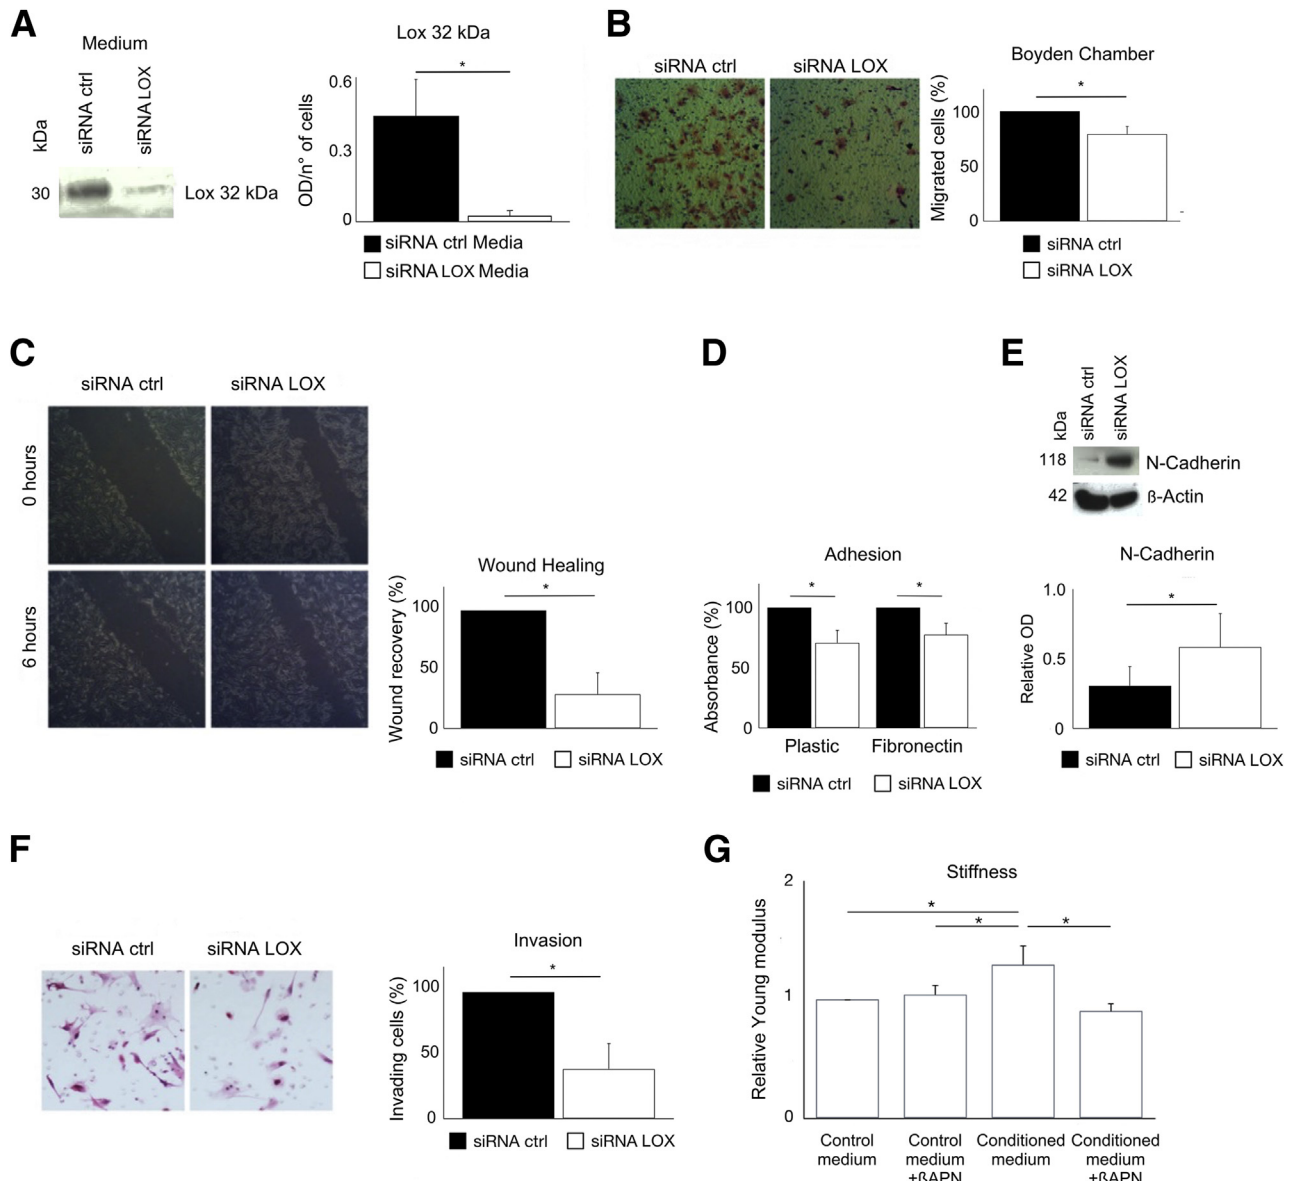 A
Medium
kDa
siRNA ctrl
siRNA LOX
30
Lox 32 kDa
Lox 32 kDa
*
OD/n° of cells
0.6
0.3
0
siRNA ctrl Media
siRNA LOX Media
B
siRNA ctrl
siRNA LOX
Boyden Chamber
*
Migrated cells (%)
100
50
0
siRNA ctrl
siRNA LOX
C
siRNA ctrl
siRNA LOX
0 hours
6 hours
Wound Healing
*
Wound recovery (%)
100
50
0
siRNA ctrl
siRNA LOX
D
Adhesion
*
*
Absorbance (%)
100
50
0
Plastic
Fibronectin
siRNA ctrl
siRNA LOX
E
kDa
siRNA ctrl
siRNA LOX
118
N-Cadherin
42
ß-Actin
N-Cadherin
*
Relative OD
1.0
0.5
0
siRNA ctrl
siRNA LOX
F
siRNA ctrl
siRNA LOX
Invasion
*
Invading cells (%)
100
50
0
siRNA ctrl
siRNA LOX
G
Stiffness
*
*
*
Relative Young modulus
2
1
0
Control
medium
Control
medium
+ßAPN
Conditioned
medium
Conditioned
medium
+ßAPN